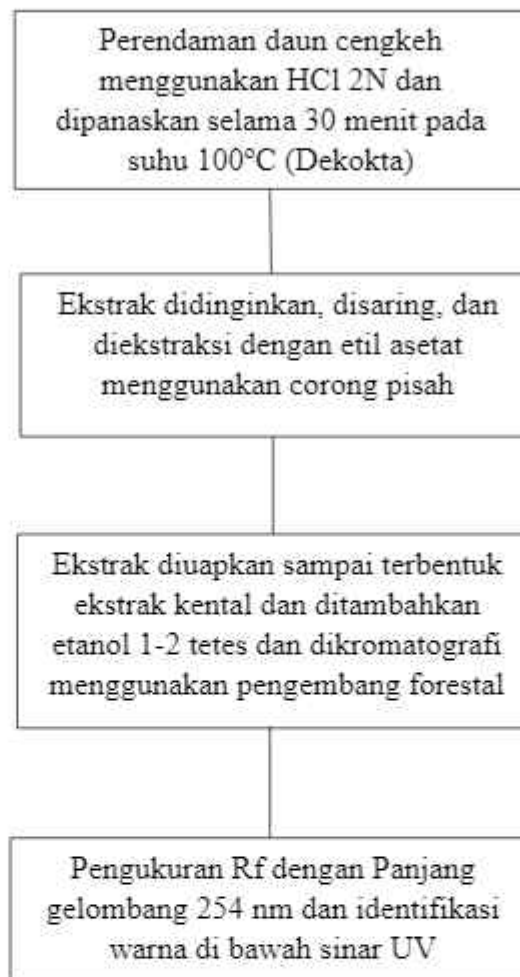 Perendaman daun cengkeh
menggunakan HCl 2N dan
dipanaskan selama 30 menit pada
suhu 100°C (Dekokta)
Ekstrak didinginkan, disaring, dan
diekstraksi dengan etil asetat
menggunakan corong pisah
Ekstrak diuapkan sampai terbentuk
ekstrak kental dan ditambahkan
etanol 1-2 tetes dan dikromatografi
menggunakan pengembang forestal
Pengukuran Rf dengan Panjang
gelombang 254 nm dan identifikasi
warna di bawah sinar UV